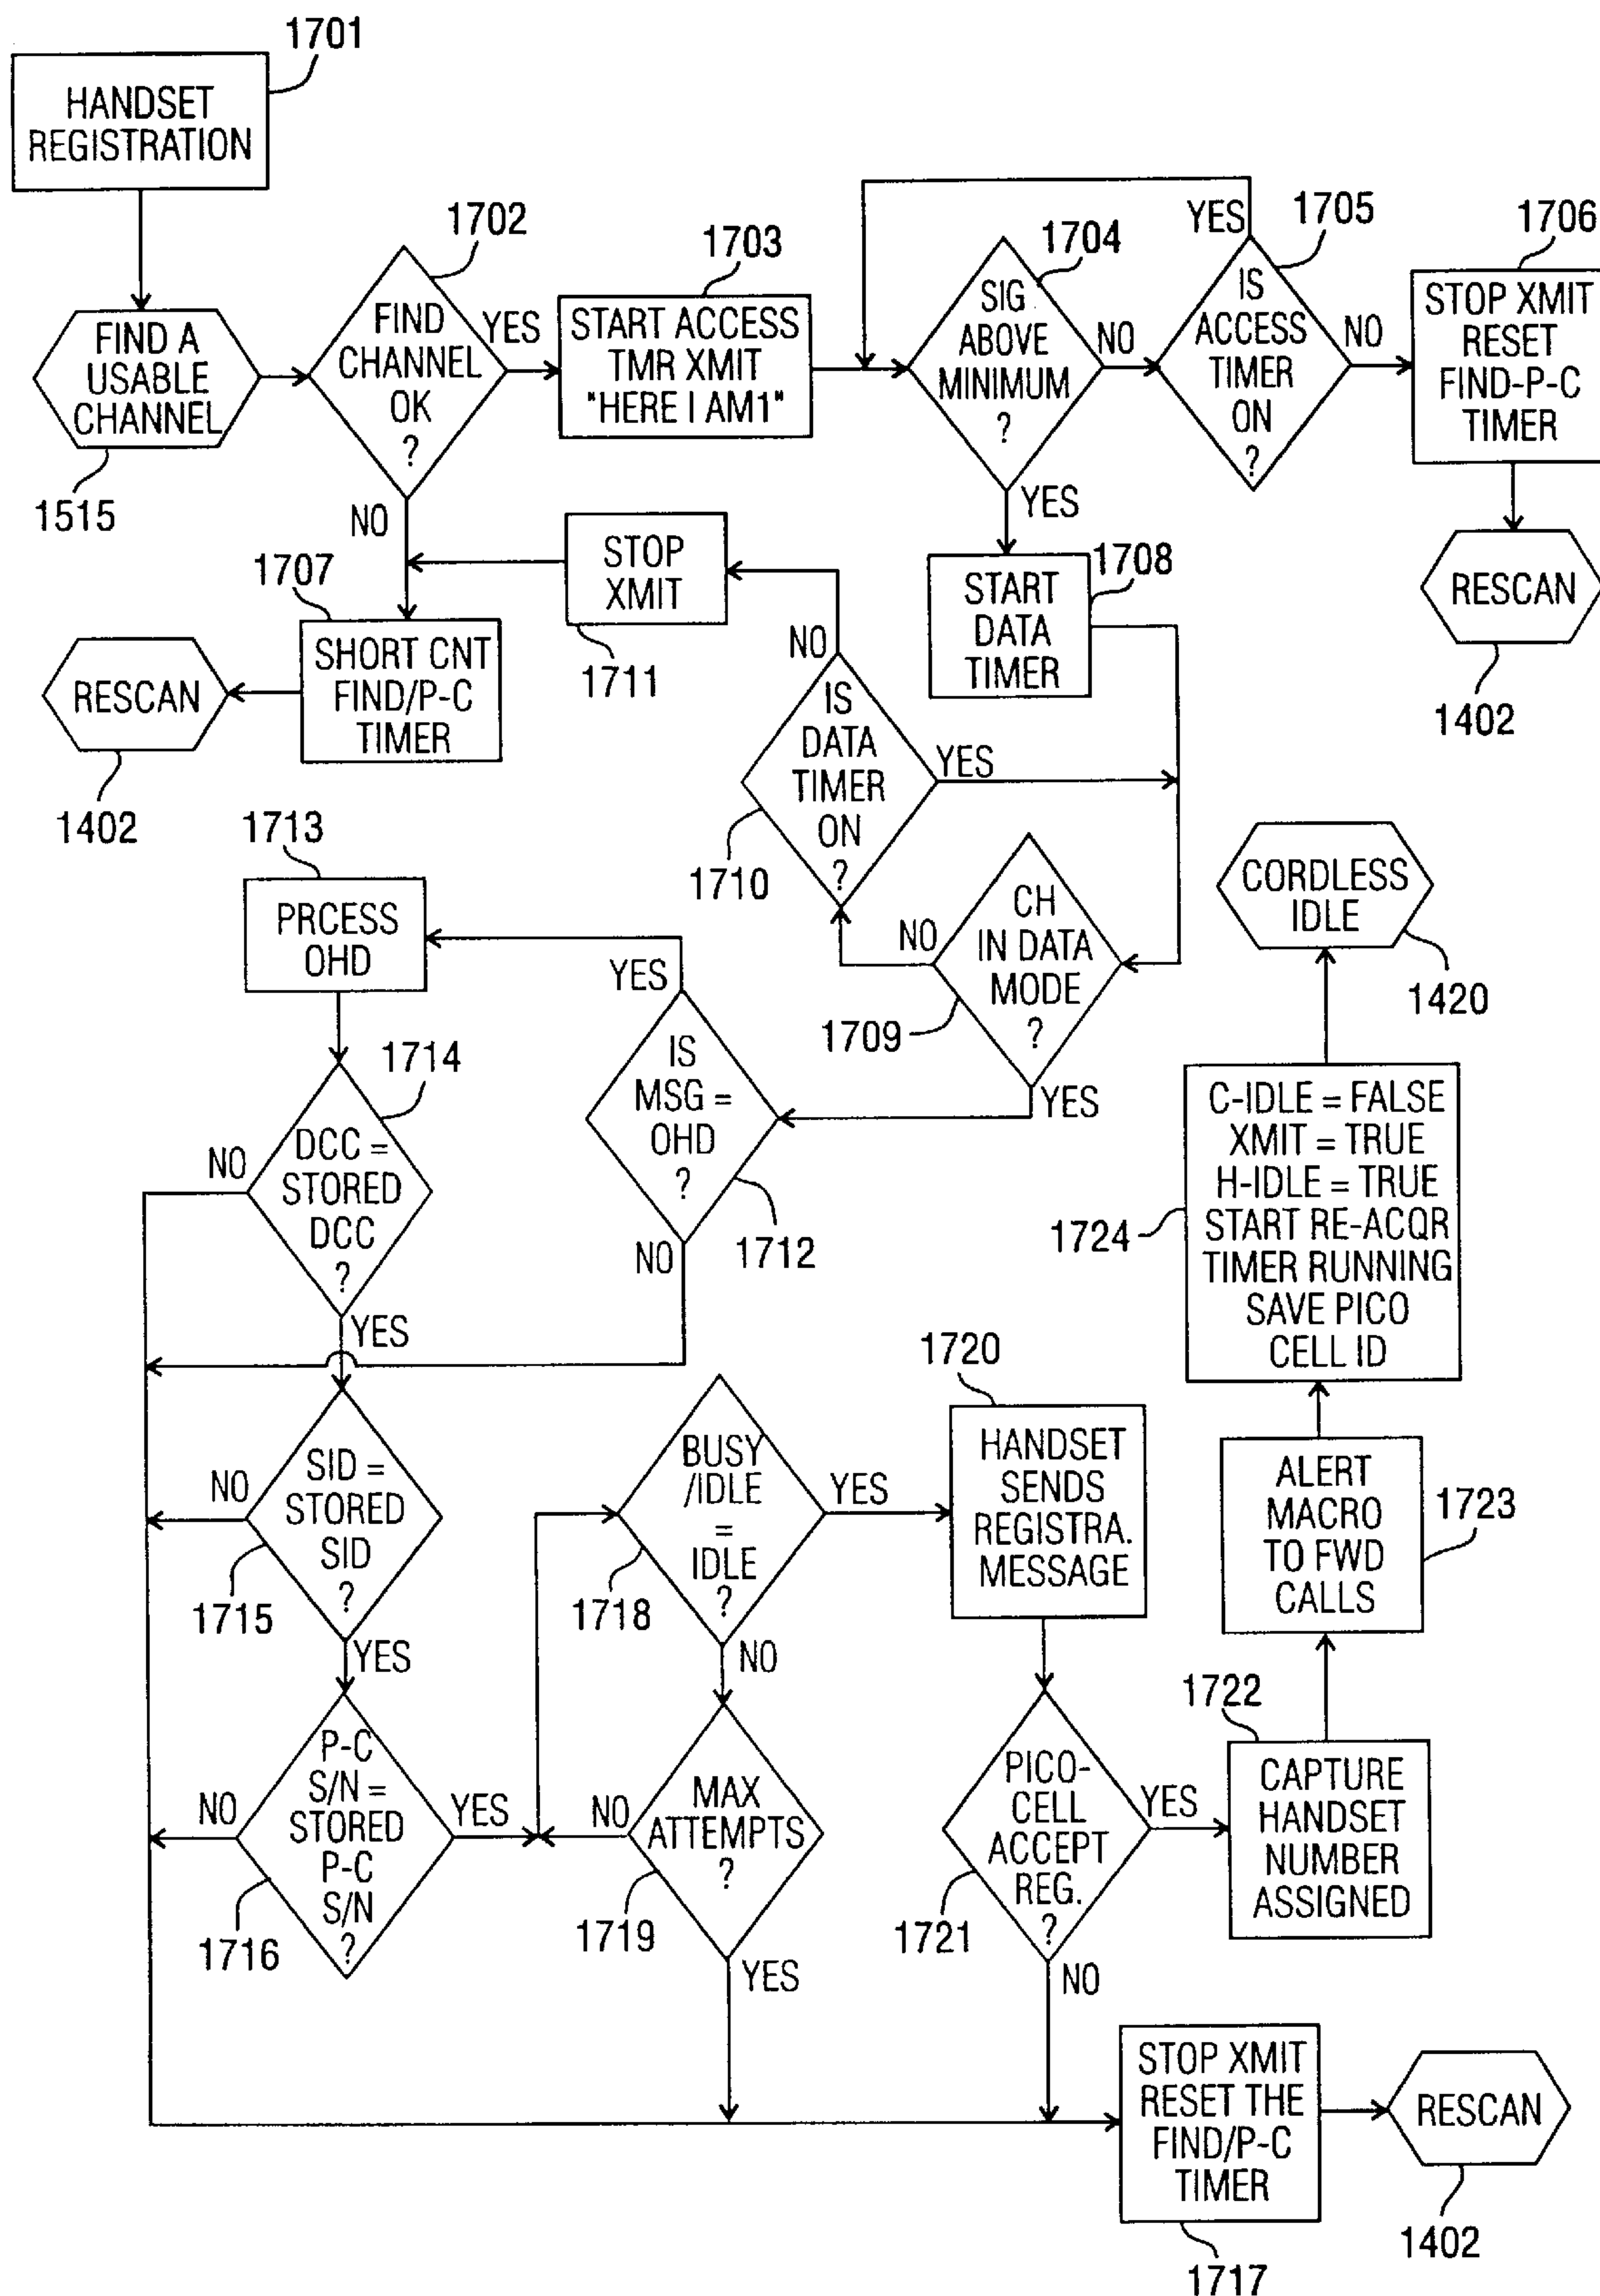 1701
HANDSET
REGISTRATION
1702
1703
1704
1705
1706
YES
FIND A
USABLE
CHANNEL
1515
FIND
CHANNEL
OK
?
YES
NO
START ACCESS
TMR XMIT
"HERE I AM1"
SIG
ABOVE
MINIMUM
?
NO
YES
IS
ACCESS
TIMER
ON
?
NO
STOP XMIT
RESET
FIND-P-C
TIMER
RESCAN
1402
1707
SHORT CNT
FIND/P-C
TIMER
RESCAN
1402
STOP
XMIT
1711
1708
START
DATA
TIMER
NO
IS
DATA
TIMER
ON
?
YES
1710
CH
IN DATA
MODE
?
NO
1709
YES
CORDLESS
IDLE
1420
1713
PRCESS
OHD
YES
IS
MSG =
OHD
?
1712
NO
1714
DCC =
STORED
DCC
?
NO
YES
1724
C-IDLE = FALSE
XMIT = TRUE
H-IDLE = TRUE
START RE-ACQR
TIMER RUNNING
SAVE PICO
CELL ID
SID =
STORED
SID
?
NO
1715
YES
BUSY
/IDLE
=
IDLE
?
YES
1718
NO
1720
HANDSET
SENDS
REGISTRA.
MESSAGE
ALERT
MACRO
TO FWD
CALLS
1723
P-C
S/N =
STORED
P-C
S/N
?
NO
YES
1716
MAX
ATTEMPTS
?
NO
1719
YES
PICO-
CELL
ACCEPT
REG.
?
YES
1721
NO
1722
CAPTURE
HANDSET
NUMBER
ASSIGNED
STOP XMIT
RESET THE
FIND/P-C
TIMER
1717
RESCAN
1402